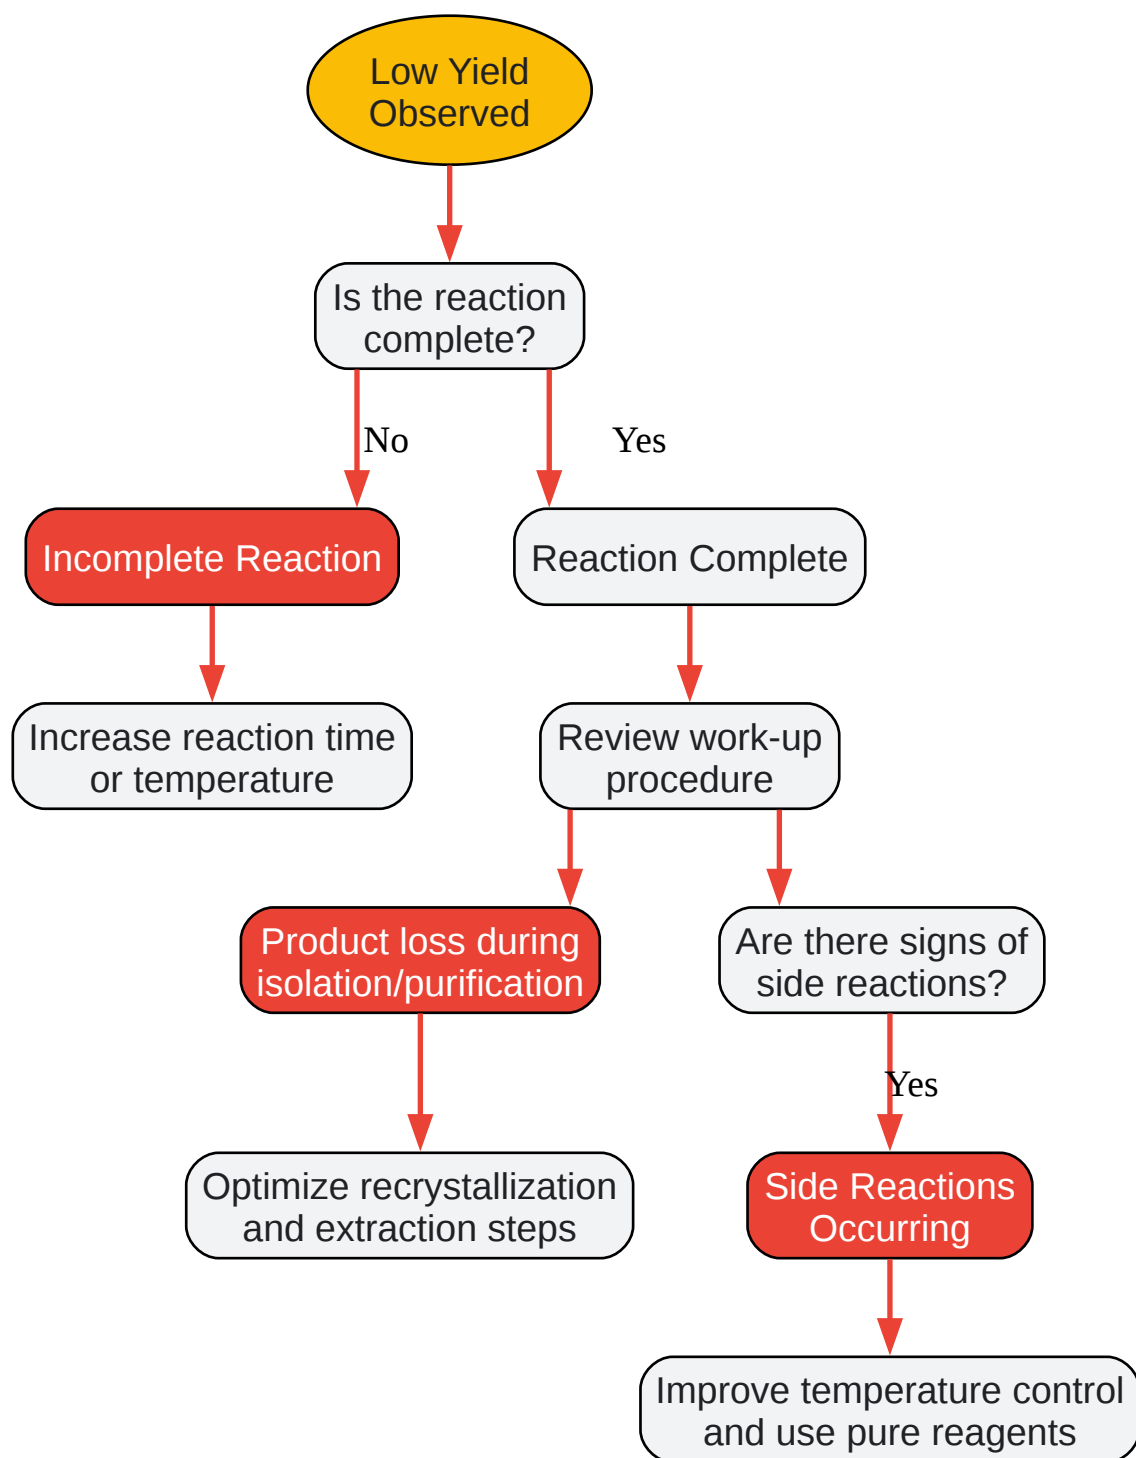 Low Yield
Observed
Is the reaction
complete?
No
Yes
Incomplete Reaction
Reaction Complete
Increase reaction time
or temperature
Review work-up
procedure
Product loss during
isolation/purification
Are there signs of
side reactions?
Yes
Optimize recrystallization
and extraction steps
Side Reactions
Occurring
Improve temperature control
and use pure reagents